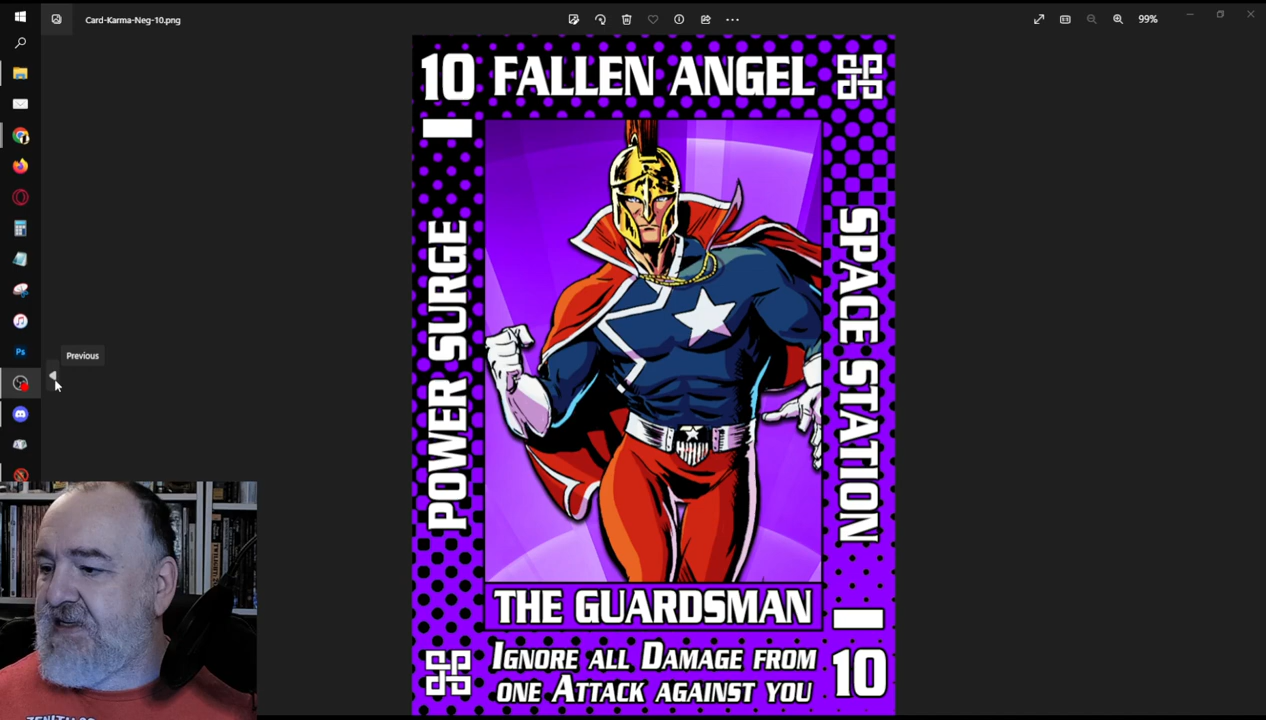 Card-Karma-Neg-10.png
99%
10 FALLEN ANGEL
POWER SURGE
SPACE STATION
Previous
Ps
THE GUARDSMAN
IGNORE ALL DAMAGE FROM
ONE ATTACK AGAINST YOU
10